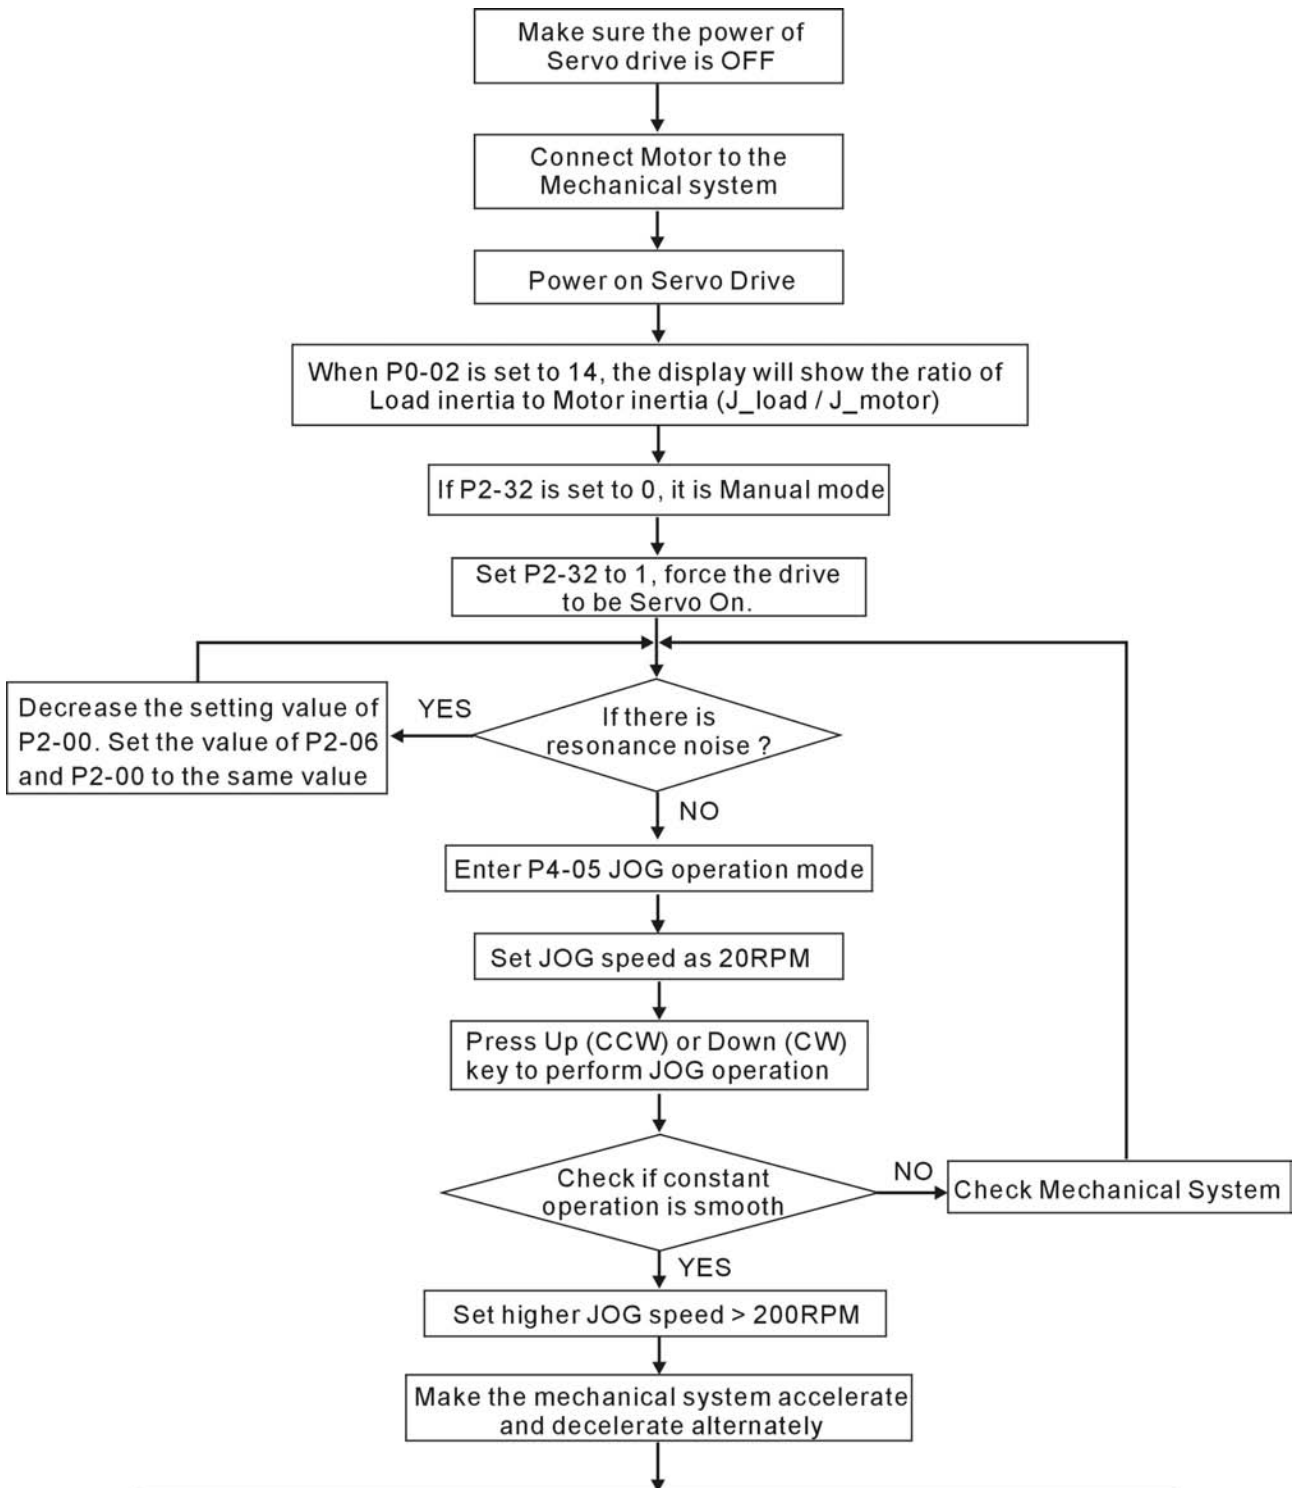 Make sure the power of
Servo drive is OFF
Connect Motor to the
Mechanical system
Power on Servo Drive
When P0-02 is set to 14, the display will show the ratio of
Load inertia to Motor inertia (J_load / J_motor)
If P2-32 is set to 0, it is Manual mode
Set P2-32 to 1, force the drive
to be Servo On.
If there is
resonance noise ?
YES
Decrease the setting value of
P2-00. Set the value of P2-06
and P2-00 to the same value
NO
Enter P4-05 JOG operation mode
Set JOG speed as 20RPM
Press Up (CCW) or Down (CW)
key to perform JOG operation
Check if constant
operation is smooth
NO
Check Mechanical System
YES
Set higher JOG speed > 200RPM
Make the mechanical system accelerate
and decelerate alternately